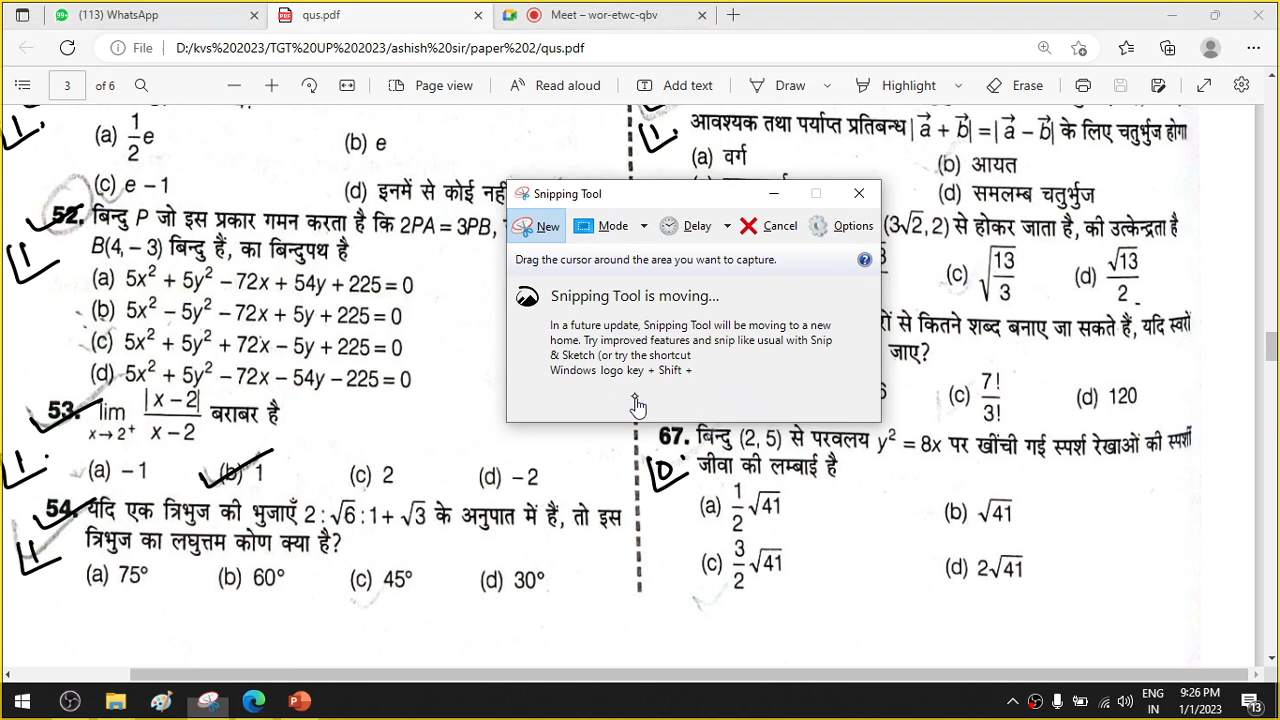 (113) WhatsApp
qus.pdf
Meet – wor-etwc-qbv
File
D:/kvs%202023/TGT%20UP%202023/ashish%20sir/paper%202/qus.pdf
3 of 6
Page view
Read aloud
Add text
Draw
Highlight
Erase
(a) 1/2 e
(b) e
(c) e − 1
(d) इनमें से कोई नहीं
52. बिन्दु P जो इस प्रकार गमन करता है कि 2PA = 3PB,
B(4, − 3) बिन्दु हैं, का बिन्दुपथ है
(a) 5x² + 5y² − 72x + 54y + 225 = 0
(b) 5x² − 5y² − 72x + 5y + 225 = 0
(c) 5x² + 5y² + 72x − 5y + 225 = 0
(d) 5x² + 5y² − 72x − 54y − 225 = 0
53. lim x→2⁺ |x − 2| / x − 2 बराबर है
(a) − 1
(b) 1
(c) 2
(d) − 2
54. यदि एक त्रिभुज की भुजाएँ 2 : √6 : 1 + √3 के अनुपात में हैं, तो इस
त्रिभुज का लघुत्तम कोण क्या है?
(a) 75°
(b) 60°
(c) 45°
(d) 30°
आवश्यक तथा पर्याप्त प्रतिबन्ध |a⃗ + b⃗| = |a⃗ − b⃗| के लिए चतुर्भुज होगा
(a) वर्ग
(b) आयत
(d) समलम्ब चतुर्भुज
(3√2, 2) से होकर जाता है, की उत्केन्द्रता है
(c) √13/3
(d) √13/2
से कितने शब्द बनाए जा सकते हैं, यदि स्वरों
जाए?
(c) 7!/3!
(d) 120
67. बिन्दु (2, 5) से परवलय y² = 8x पर खींची गई स्पर्श रेखाओं की स्पर्श
जीवा की लम्बाई है
(a) 1/2 √41
(b) √41
(c) 3/2 √41
(d) 2√41
Snipping Tool
New
Mode
Delay
Cancel
Options
Drag the cursor around the area you want to capture.
Snipping Tool is moving...
In a future update, Snipping Tool will be moving to a new
home. Try improved features and snip like usual with Snip
& Sketch (or try the shortcut
Windows logo key + Shift +
ENG
IN
9:26 PM
1/1/2023
13